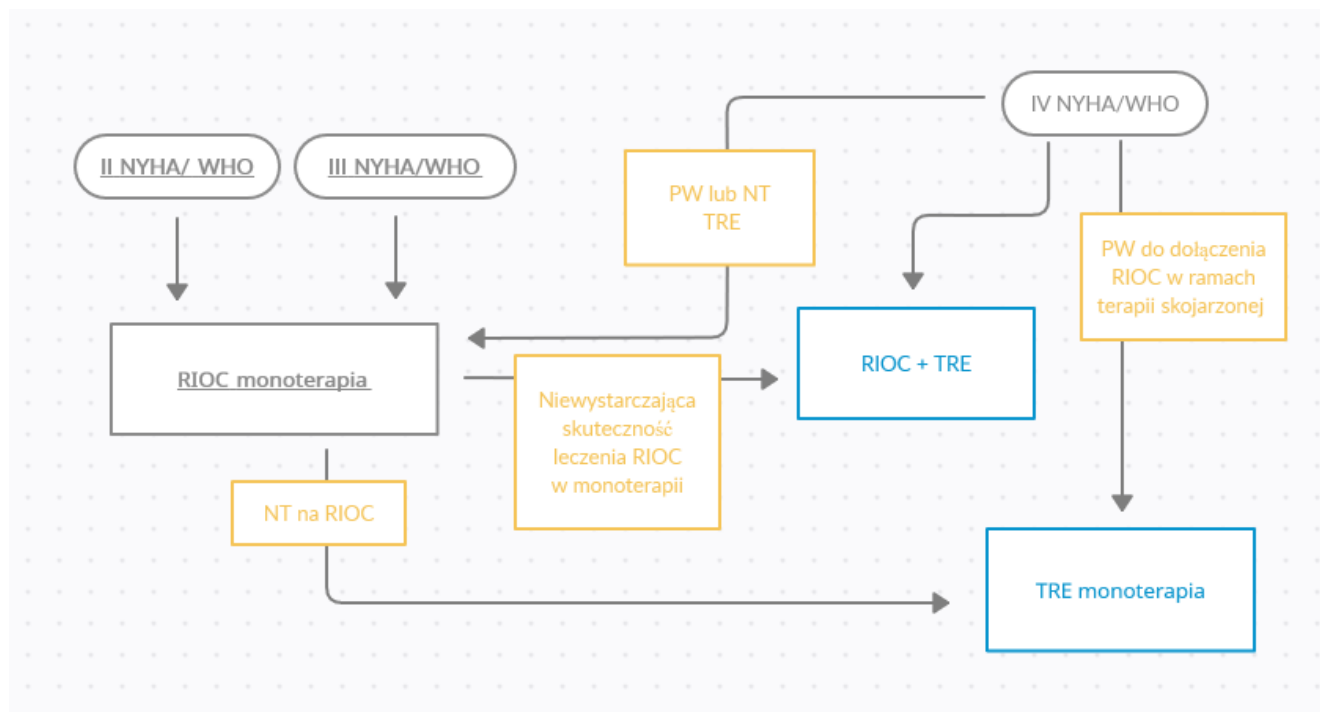 IV NYHA/WHO
II NYHA/ WHO
III NYHA/WHO
PW lub NT
TRE
PW do dołączenia
RIOC w ramach
terapii skojarzonej
RIOC monoterapia
RIOC + TRE
Niewystarczająca
skuteczność
leczenia RIOC
w monoterapii
NT na RIOC
TRE monoterapia